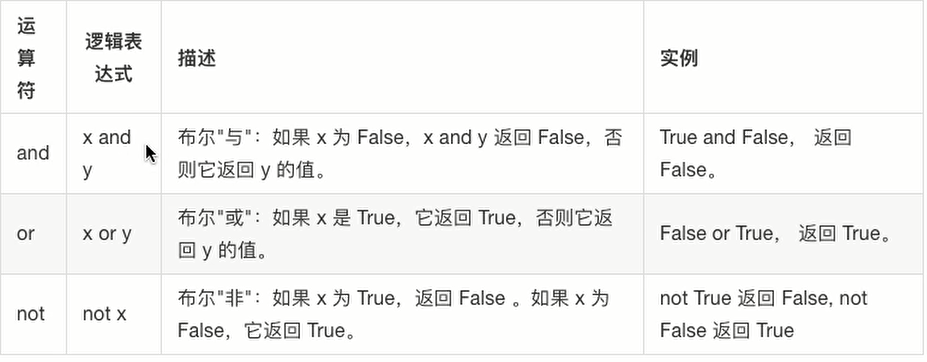 运
算
符
逻辑表
达式
描述
实例
and
x and
y
布尔"与"：如果 x 为 False，x and y 返回 False，否
则它返回 y 的值。
True and False， 返回
False。
or
x or y
布尔"或"：如果 x 是 True，它返回 True，否则它返
回 y 的值。
False or True， 返回 True。
not
not x
布尔"非"：如果 x 为 True，返回 False 。如果 x 为
False，它返回 True。
not True 返回 False, not
False 返回 True